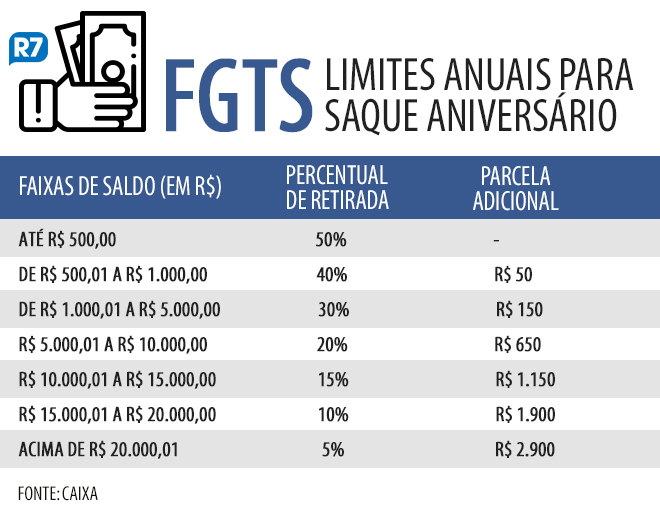 R7
FGTS
LIMITES ANUAIS PARA
SAQUE ANIVERSÁRIO
FAIXAS DE SALDO (EM R$) PERCENTUAL DE RETIRADA PARCELA ADICIONAL
ATÉ R$ 500,00 50% -
DE R$ 500,01 A R$ 1.000,00 40% R$ 50
DE R$ 1.000,01 A R$ 5.000,00 30% R$ 150
R$ 5.000,01 A R$ 10.000,00 20% R$ 650
R$ 10.000,01 A R$ 15.000,00 15% R$ 1.150
R$ 15.000,01 A R$ 20.000,00 10% R$ 1.900
ACIMA DE R$ 20.000,01 5% R$ 2.900
FONTE: CAIXA